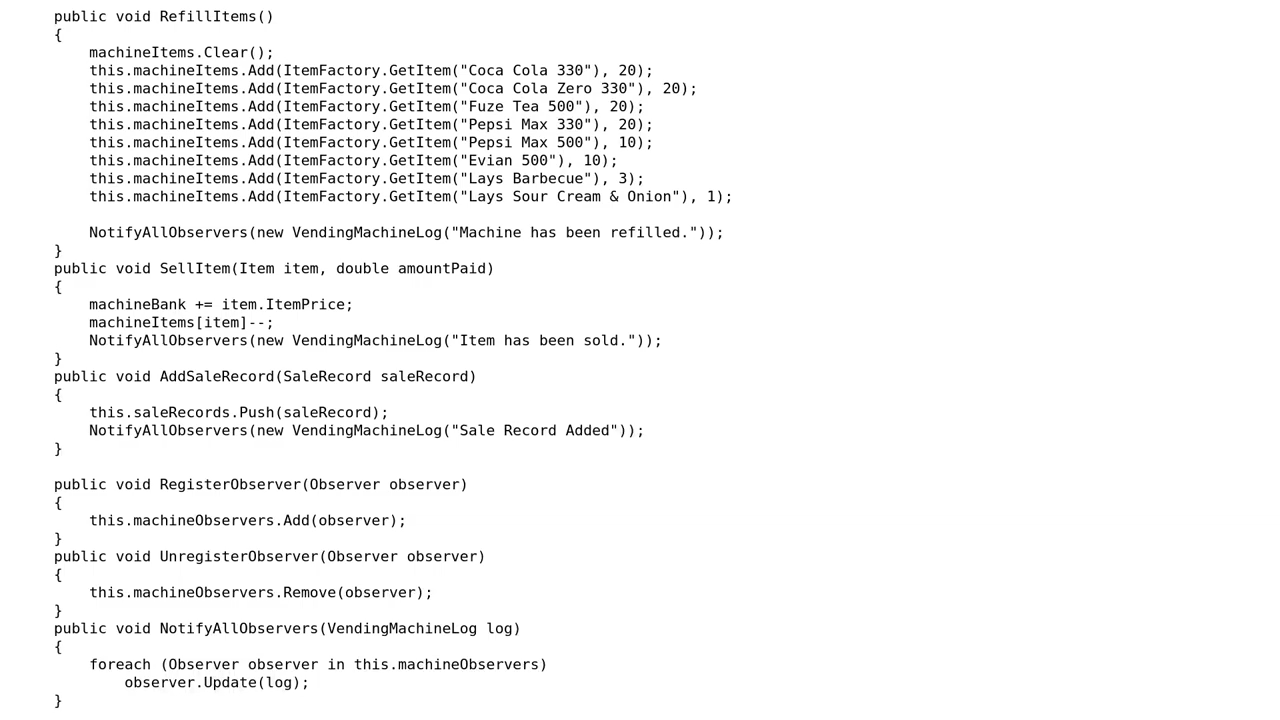 public void RefillItems()
{
    machineItems.Clear();
    this.machineItems.Add(ItemFactory.GetItem("Coca Cola 330"), 20);
    this.machineItems.Add(ItemFactory.GetItem("Coca Cola Zero 330"), 20);
    this.machineItems.Add(ItemFactory.GetItem("Fuze Tea 500"), 20);
    this.machineItems.Add(ItemFactory.GetItem("Pepsi Max 330"), 20);
    this.machineItems.Add(ItemFactory.GetItem("Pepsi Max 500"), 10);
    this.machineItems.Add(ItemFactory.GetItem("Evian 500"), 10);
    this.machineItems.Add(ItemFactory.GetItem("Lays Barbecue"), 3);
    this.machineItems.Add(ItemFactory.GetItem("Lays Sour Cream & Onion"), 1);

    NotifyAllObservers(new VendingMachineLog("Machine has been refilled."));
}
public void SellItem(Item item, double amountPaid)
{
    machineBank += item.ItemPrice;
    machineItems[item]--;
    NotifyAllObservers(new VendingMachineLog("Item has been sold."));
}
public void AddSaleRecord(SaleRecord saleRecord)
{
    this.saleRecords.Push(saleRecord);
    NotifyAllObservers(new VendingMachineLog("Sale Record Added"));
}

public void RegisterObserver(Observer observer)
{
    this.machineObservers.Add(observer);
}
public void UnregisterObserver(Observer observer)
{
    this.machineObservers.Remove(observer);
}
public void NotifyAllObservers(VendingMachineLog log)
{
    foreach (Observer observer in this.machineObservers)
        observer.Update(log);
}